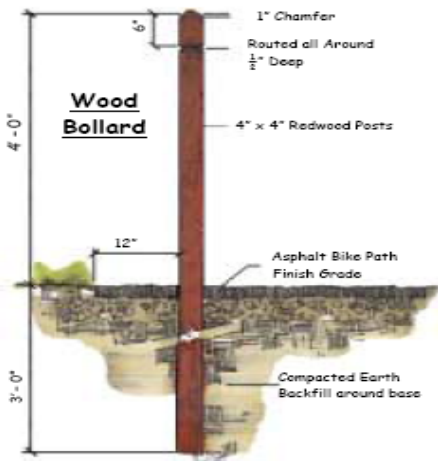 1" Chamfer
6"
Routed all Around
½" Deep
Wood
Bollard
4" x 4" Redwood Posts
4'-0"
12"
Asphalt Bike Path
Finish Grade
3'-0"
Compacted Earth
Backfill around base